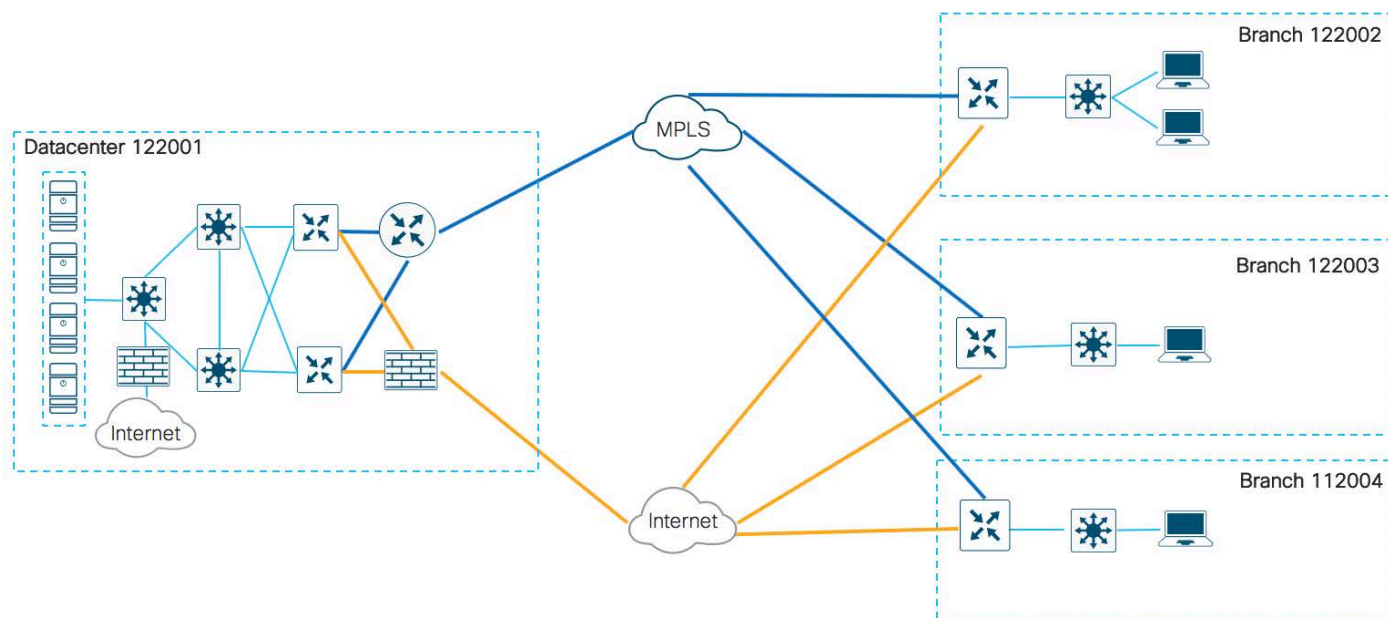 Branch 122002
MPLS
Datacenter 122001
Branch 122003
Internet
Branch 112004
Internet